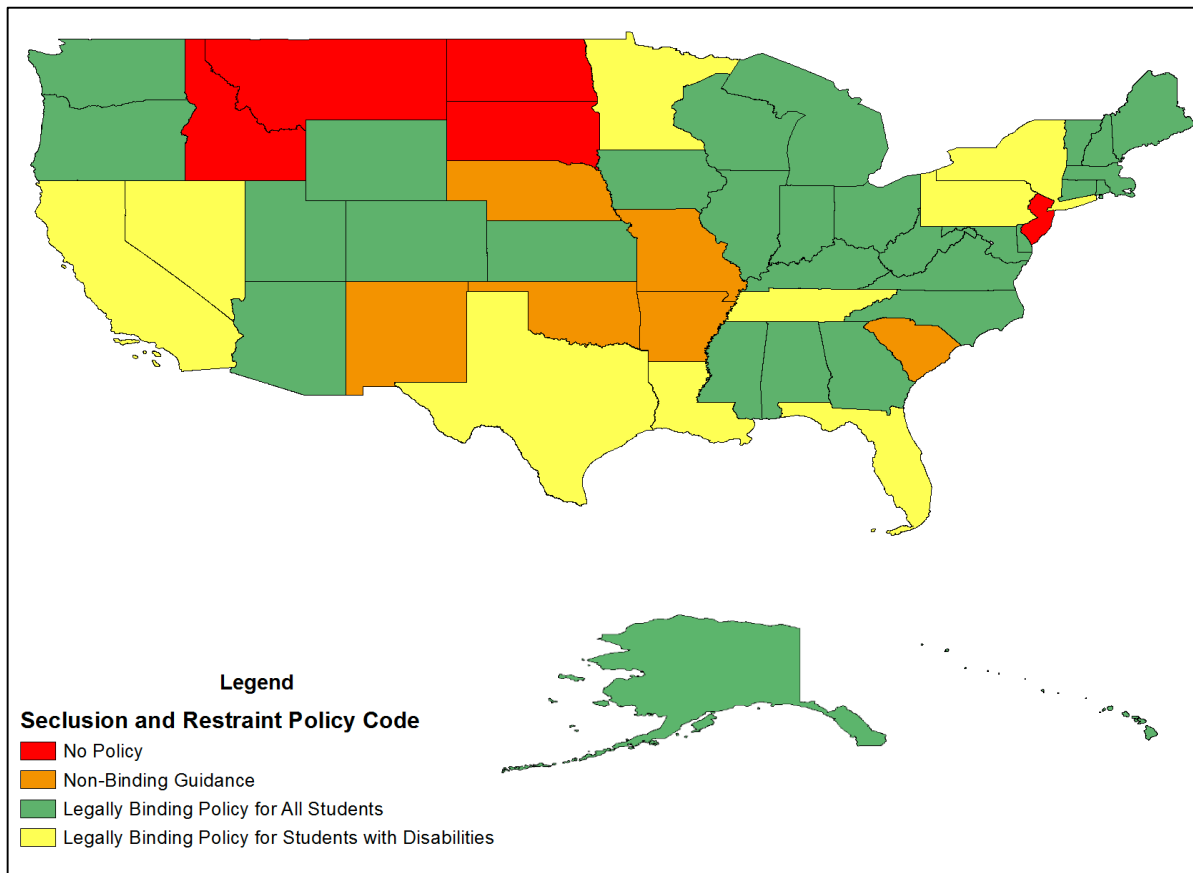 Legend
Seclusion and Restraint Policy Code
No Policy
Non-Binding Guidance
Legally Binding Policy for All Students
Legally Binding Policy for Students with Disabilities